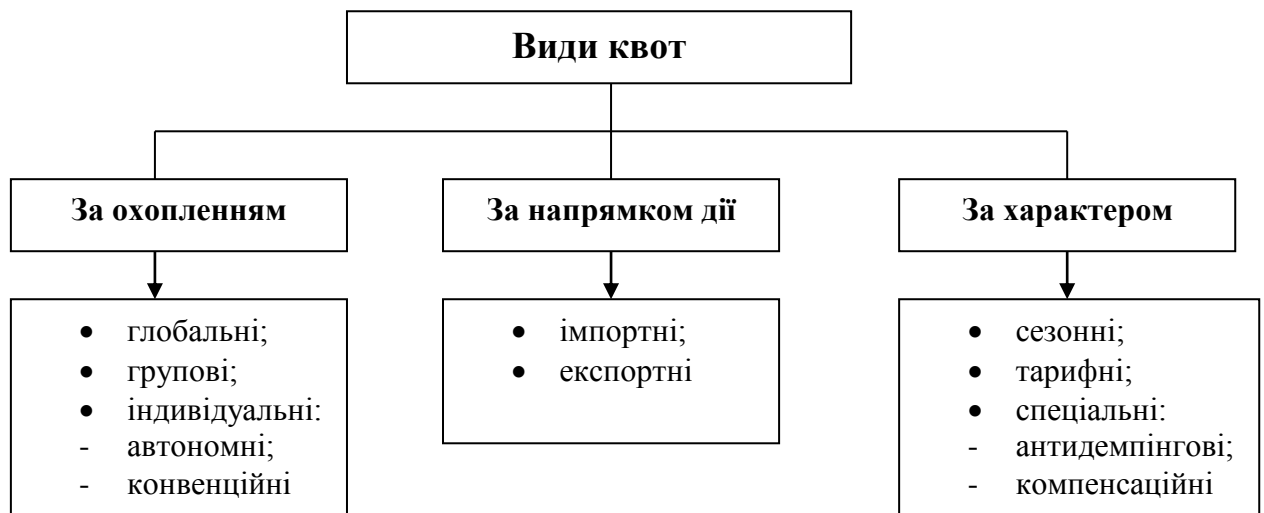 Види квот
За охопленням
За напрямком дії
За характером
• глобальні;
• групові;
• індивідуальні:
- автономні;
- конвенційні
• імпортні;
• експортні
• сезонні;
• тарифні;
• спеціальні:
- антидемпінгові;
- компенсаційні